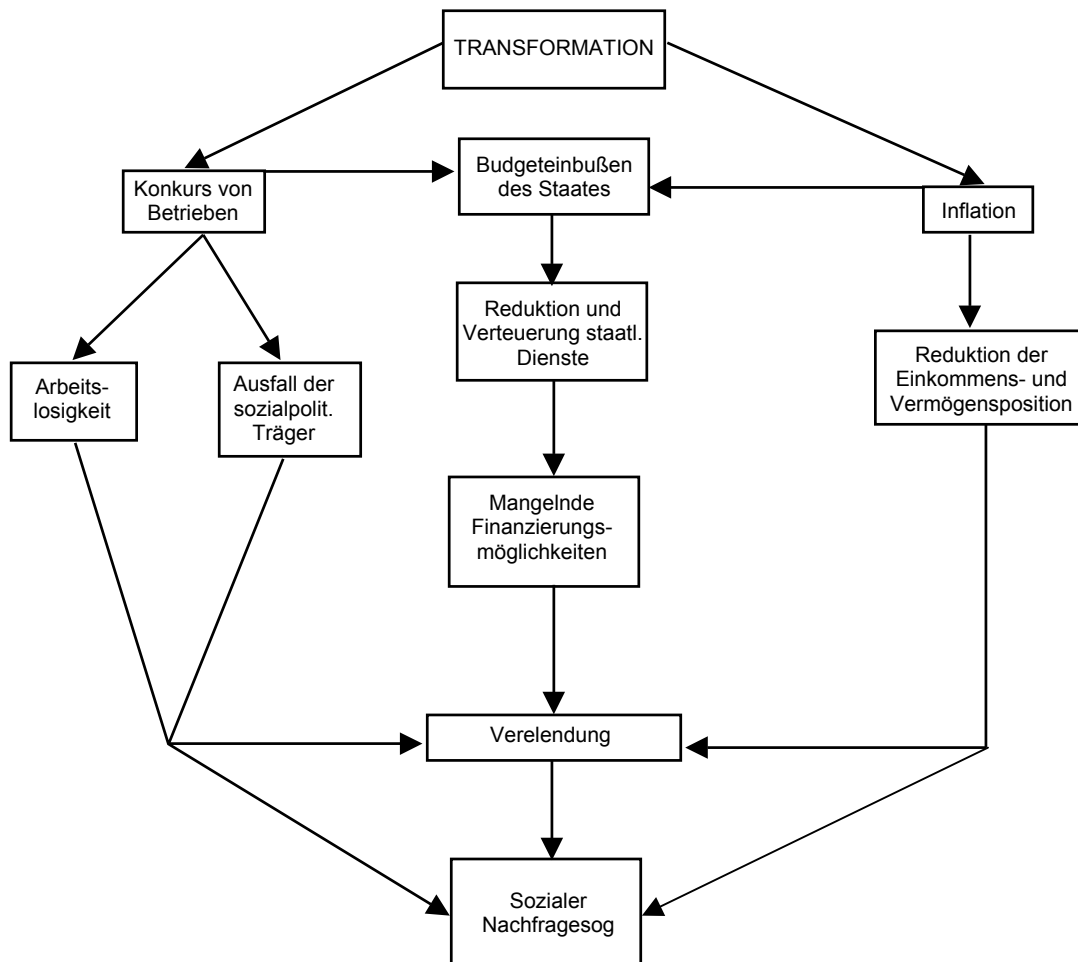 TRANSFORMATION
Budgeteinbußen
des Staates
Konkurs von
Betrieben
Inflation
Reduktion und
Verteuerung staatl.
Dienste
Reduktion der
Einkommens- und
Vermögensposition
Arbeits-
losigkeit
Ausfall der
sozialpolit.
Träger
Mangelnde
Finanzierungs-
möglichkeiten
Verelendung
Sozialer
Nachfragesog